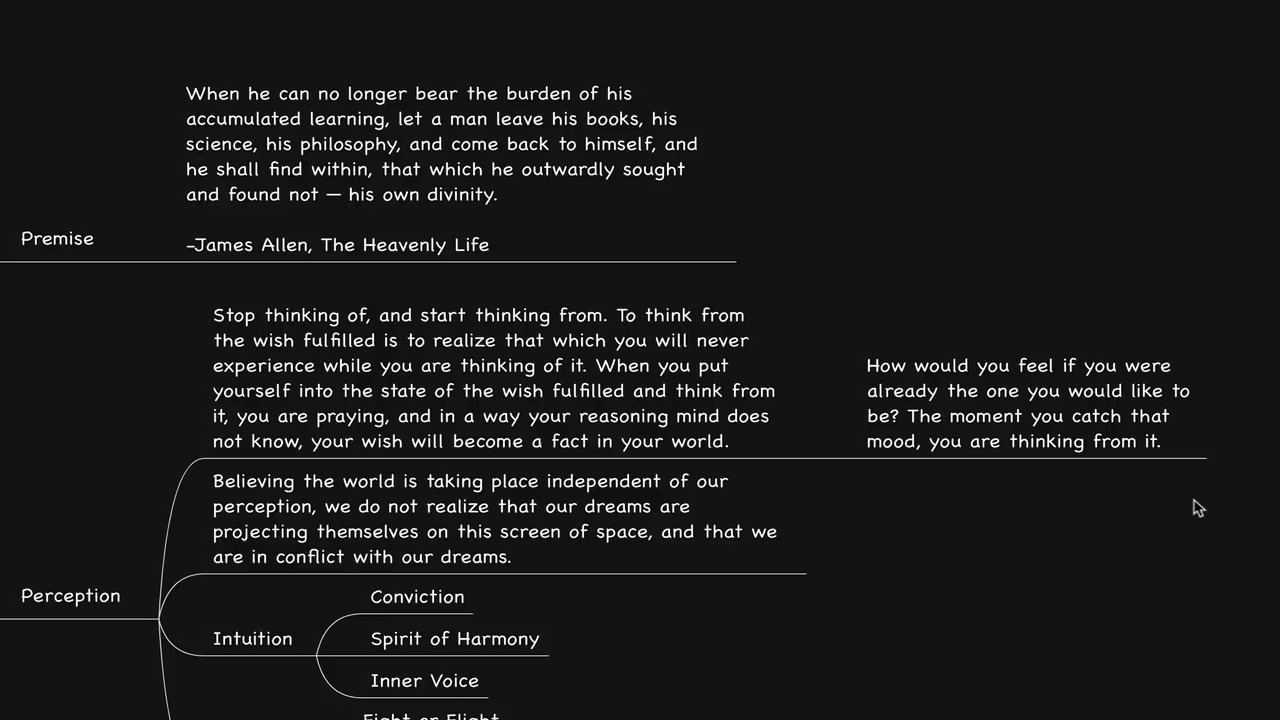 When he can no longer bear the burden of his
accumulated learning, let a man leave his books, his
science, his philosophy, and come back to himself, and
he shall find within, that which he outwardly sought
and found not — his own divinity.
Premise
–James Allen, The Heavenly Life
Stop thinking of, and start thinking from. To think from
the wish fulfilled is to realize that which you will never
experience while you are thinking of it. When you put
yourself into the state of the wish fulfilled and think from
it, you are praying, and in a way your reasoning mind does
not know, your wish will become a fact in your world.
How would you feel if you were
already the one you would like to
be? The moment you catch that
mood, you are thinking from it.
Believing the world is taking place independent of our
perception, we do not realize that our dreams are
projecting themselves on this screen of space, and that we
are in conflict with our dreams.
Perception
Conviction
Intuition
Spirit of Harmony
Inner Voice
Fight or Flight